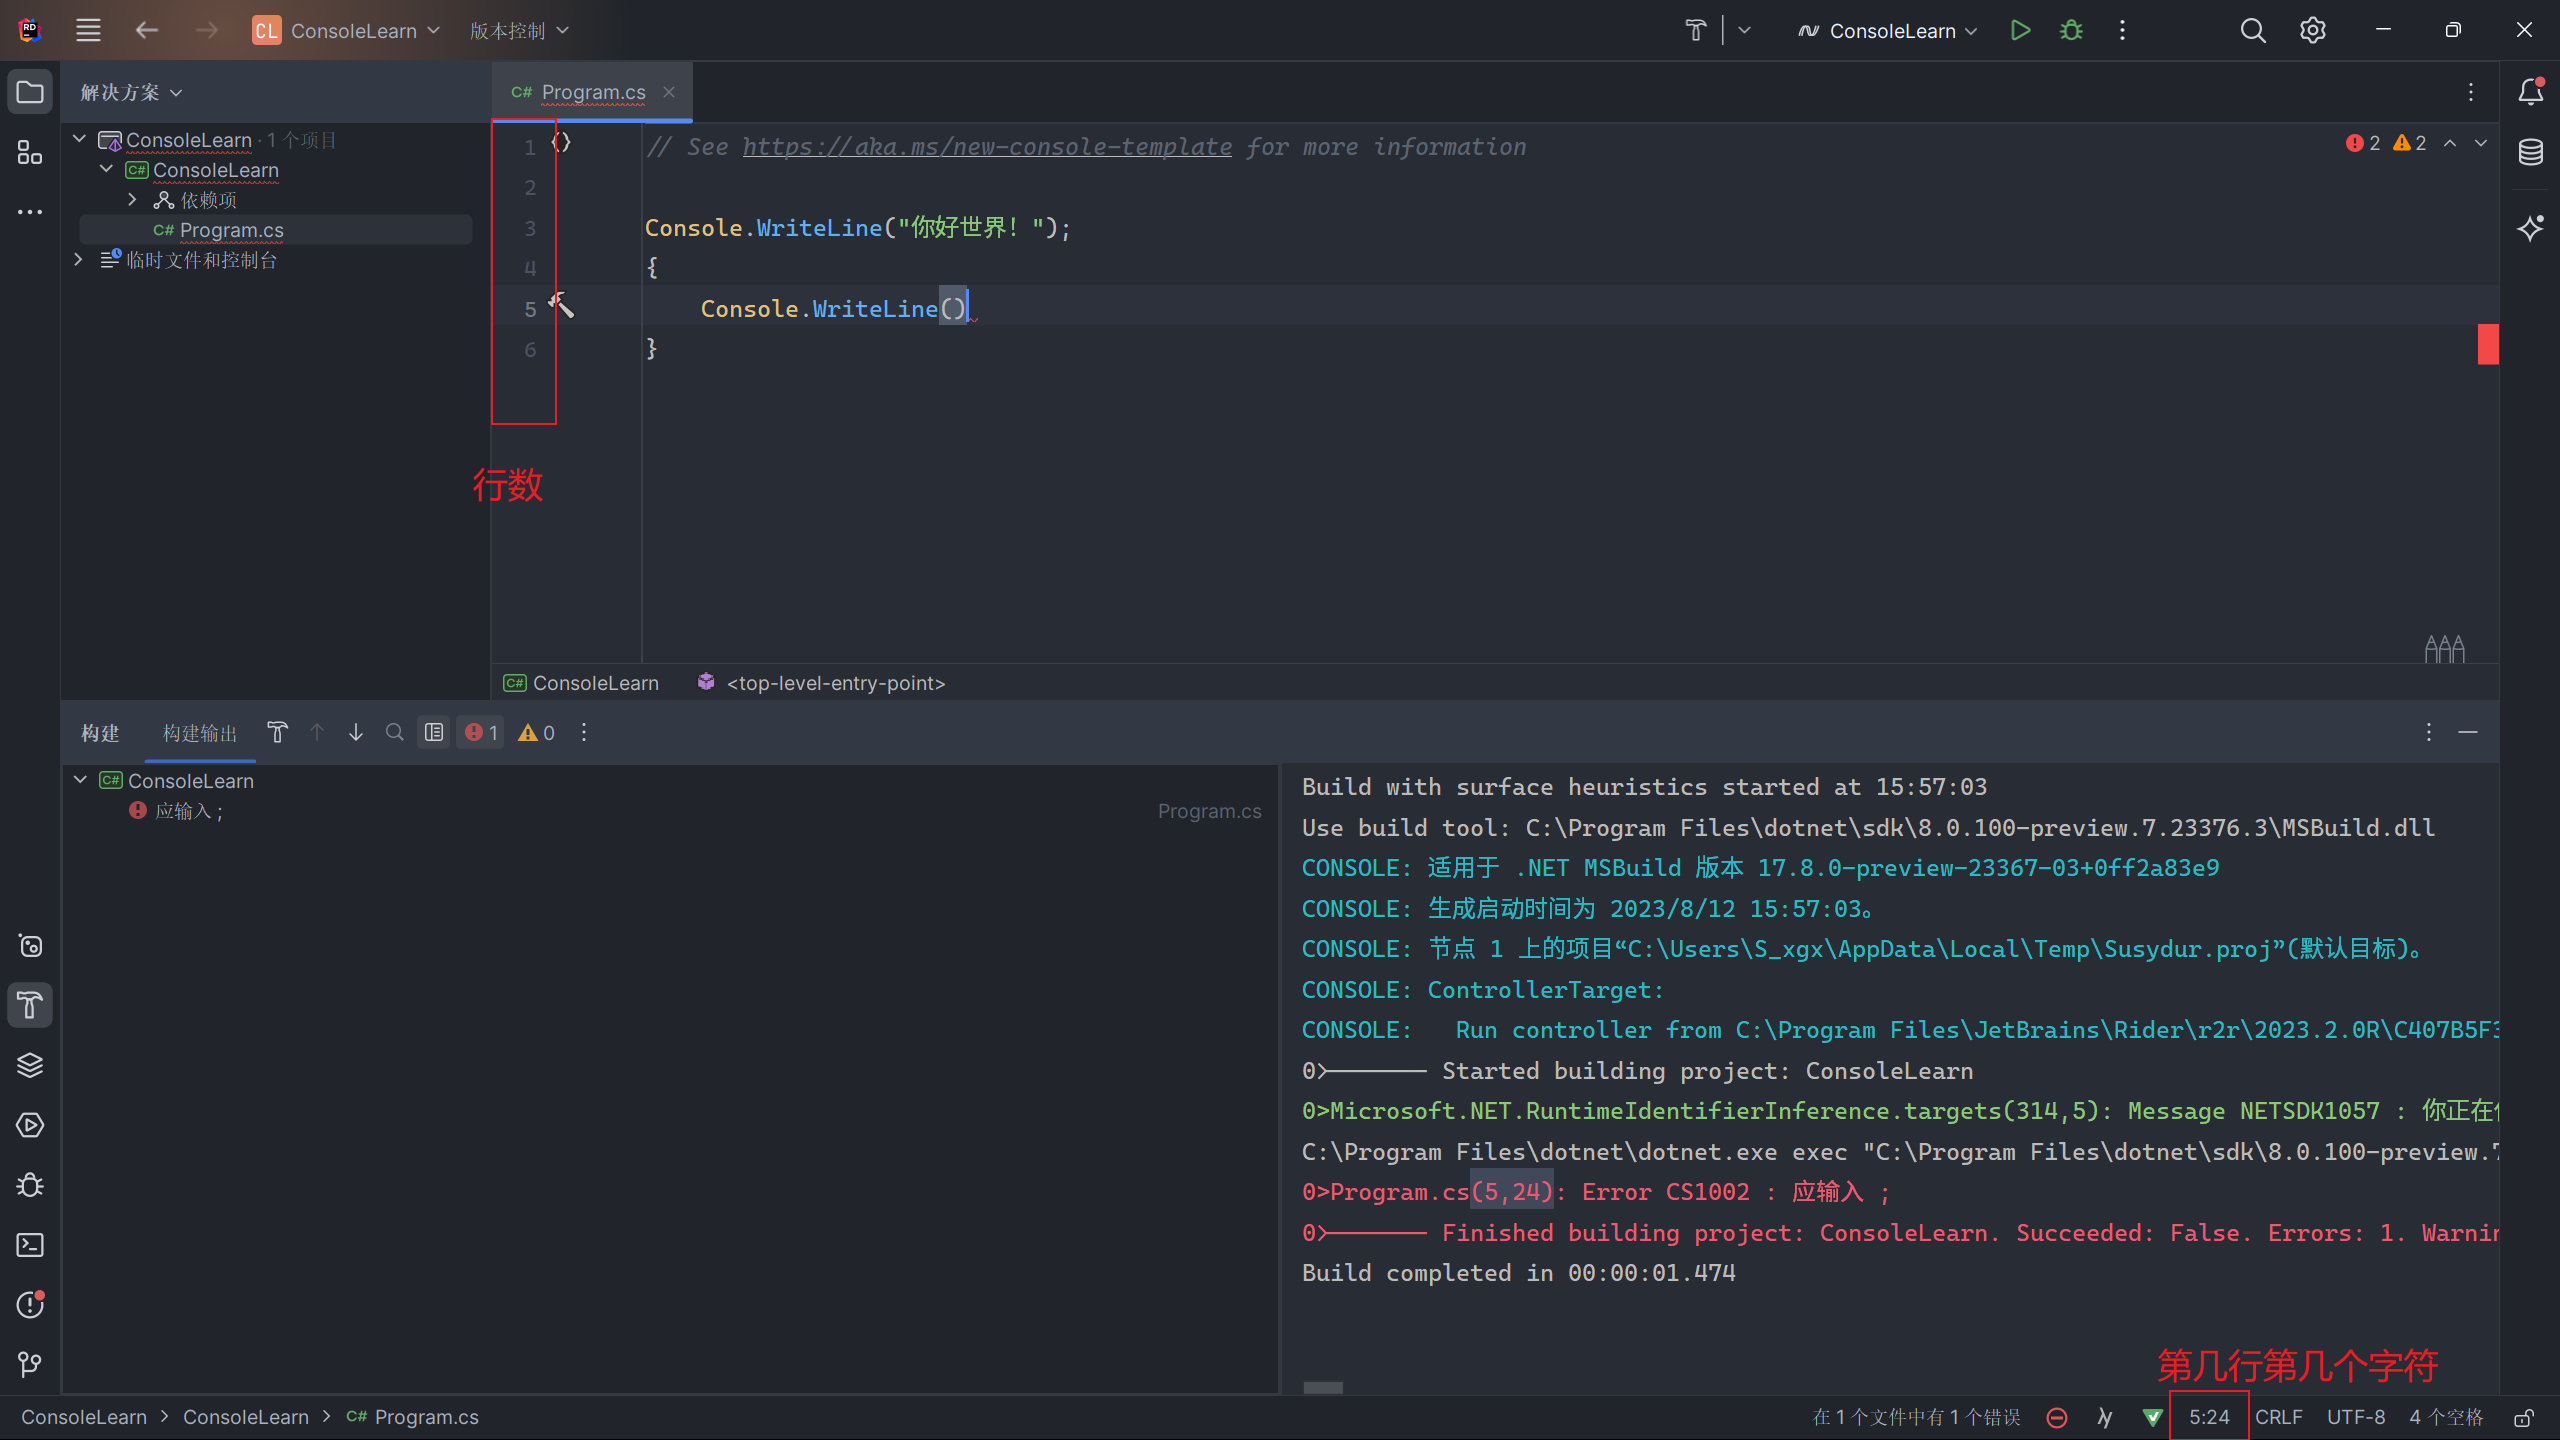 CL ConsoleLearn 版本控制 ConsoleLearn
解决方案 C# Program.cs
ConsoleLearn · 1 个项目
C# ConsoleLearn
依赖项
C# Program.cs
临时文件和控制台
1 // See https://aka.ms/new-console-template for more information
2 2
2
3 Console.WriteLine("你好世界！");
4 {
5 Console.WriteLine()
6 }
行数
C# ConsoleLearn <top-level-entry-point>
构建 构建输出 1 0
C# ConsoleLearn
应输入 ; Program.cs
Build with surface heuristics started at 15:57:03
Use build tool: C:\Program Files\dotnet\sdk\8.0.100-preview.7.23376.3\MSBuild.dll
CONSOLE: 适用于 .NET MSBuild 版本 17.8.0-preview-23367-03+0ff2a83e9
CONSOLE: 生成启动时间为 2023/8/12 15:57:03。
CONSOLE: 节点 1 上的项目“C:\Users\S_xgx\AppData\Local\Temp\Susydur.proj”(默认目标)。
CONSOLE: ControllerTarget:
CONSOLE: Run controller from C:\Program Files\JetBrains\Rider\r2r\2023.2.0R\C407B5F3
0>------- Started building project: ConsoleLearn
0>Microsoft.NET.RuntimeIdentifierInference.targets(314,5): Message NETSDK1057 : 你正在
C:\Program Files\dotnet\dotnet.exe exec "C:\Program Files\dotnet\sdk\8.0.100-preview.7
0>Program.cs(5,24): Error CS1002 : 应输入 ;
0>------- Finished building project: ConsoleLearn. Succeeded: False. Errors: 1. Warnin
Build completed in 00:00:01.474
第几行第几个字符
ConsoleLearn > ConsoleLearn > C# Program.cs 在 1 个文件中有 1 个错误 5:24 CRLF UTF-8 4 个空格